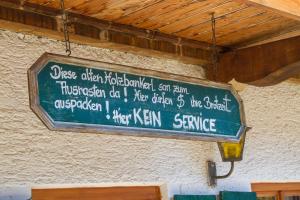 Diese alten Holzbankerl san zum
Ausrasten da! Hier dürfen S' ihre Brotzeit
auspacken! Hier KEIN SERVICE